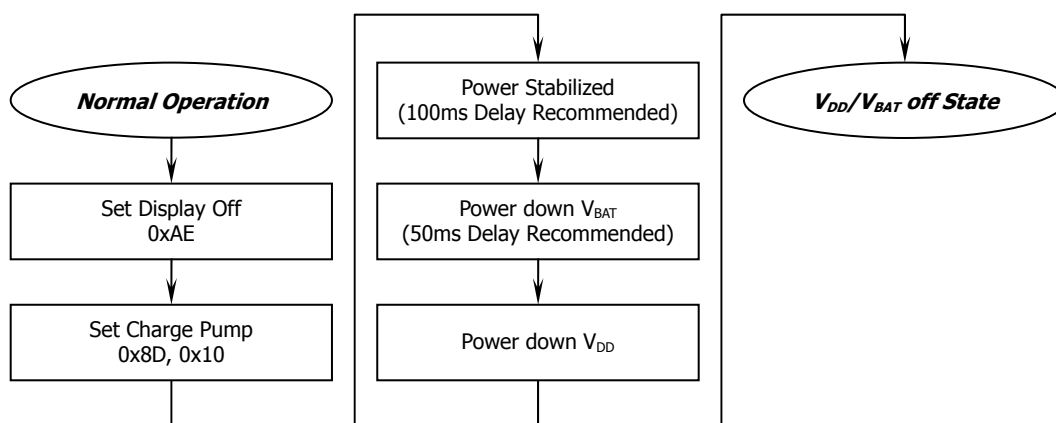 Normal Operation
Set Display Off
0xAE
Set Charge Pump
0x8D, 0x10
Power Stabilized
(100ms Delay Recommended)
Power down VBAT
(50ms Delay Recommended)
Power down VDD
VDD/VBAT off State